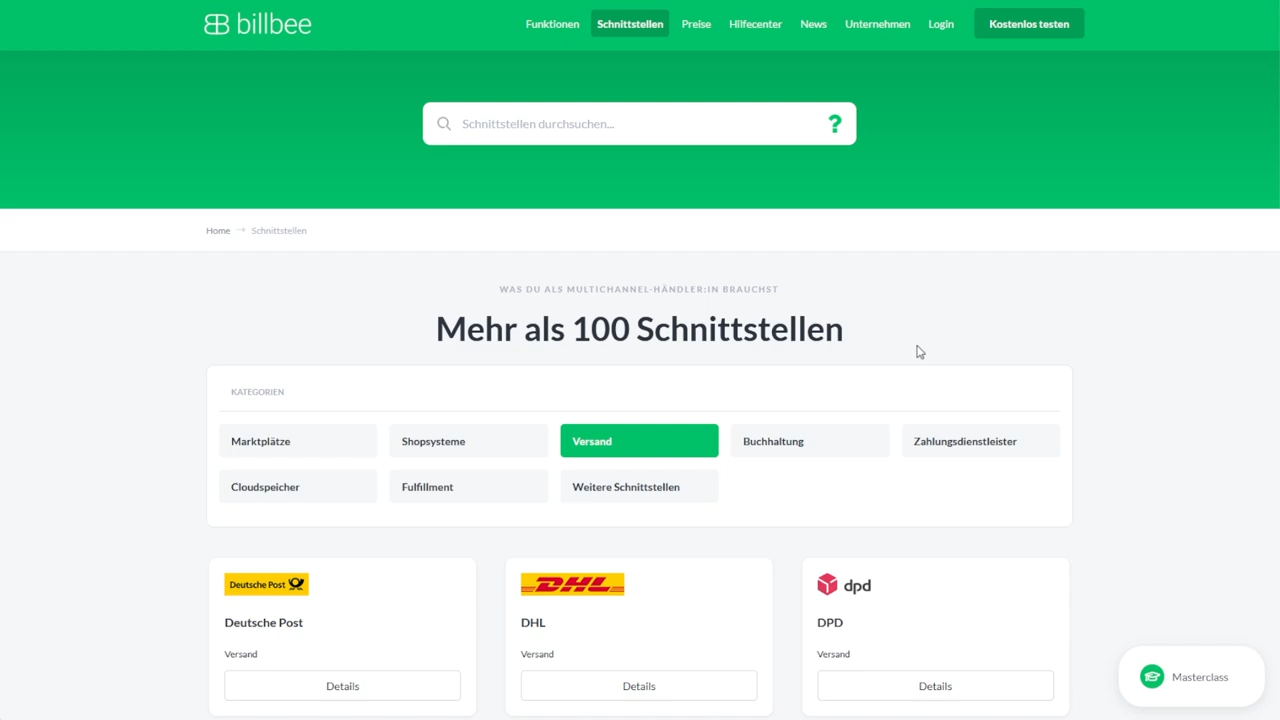 billbee
Funktionen Schnittstellen Preise Hilfecenter News Unternehmen Login Kostenlos testen
Schnittstellen durchsuchen... ?
Home → Schnittstellen
WAS DU ALS MULTICHANNEL-HÄNDLER:IN BRAUCHST
Mehr als 100 Schnittstellen
KATEGORIEN
Marktplätze Shopsysteme Versand Buchhaltung Zahlungsdienstleister
Cloudspeicher Fulfillment Weitere Schnittstellen
Deutsche Post DHL dpd
Deutsche Post DHL DPD
Versand Versand Versand
Details Details Details
Masterclass